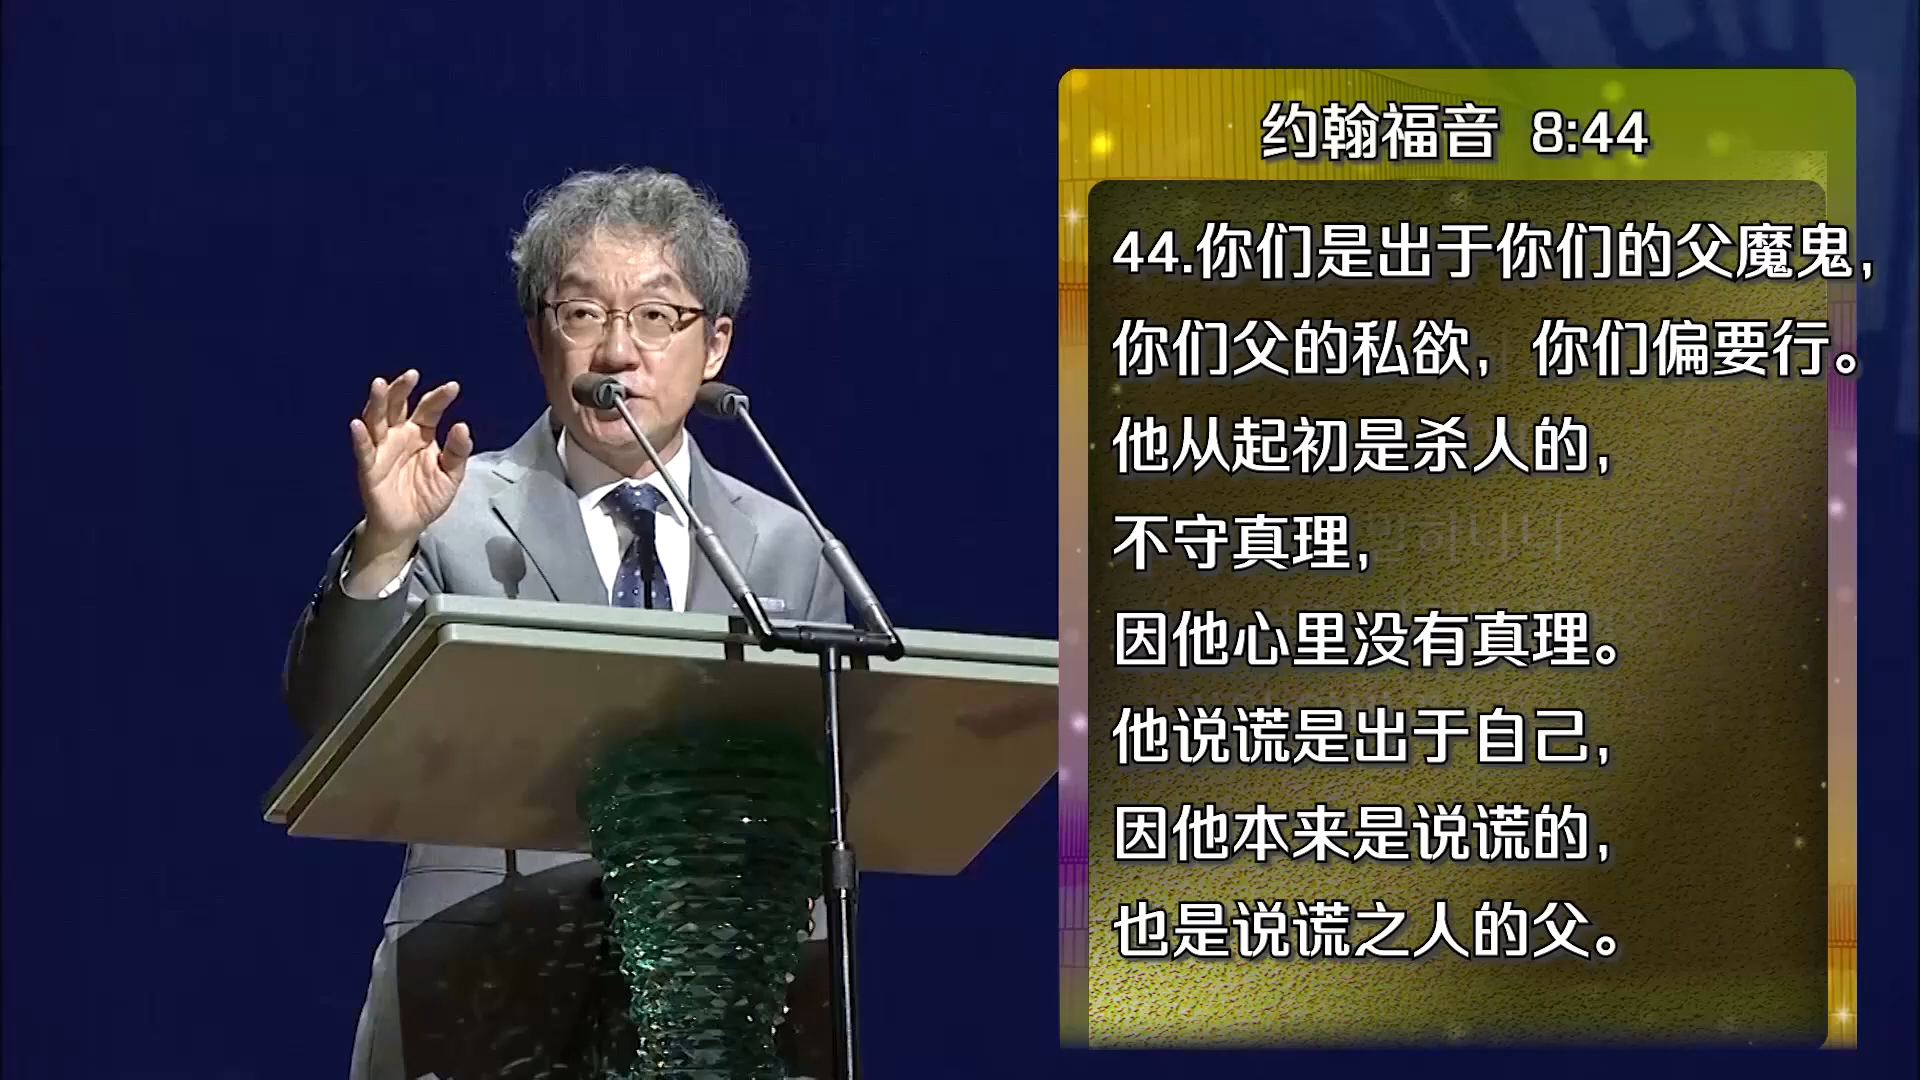 约翰福音 8:44
44.你们是出于你们的父魔鬼，
你们父的私欲，你们偏要行。
他从起初是杀人的，
不守真理，
因他心里没有真理。
他说谎是出于自己，
因他本来是说谎的，
也是说谎之人的父。